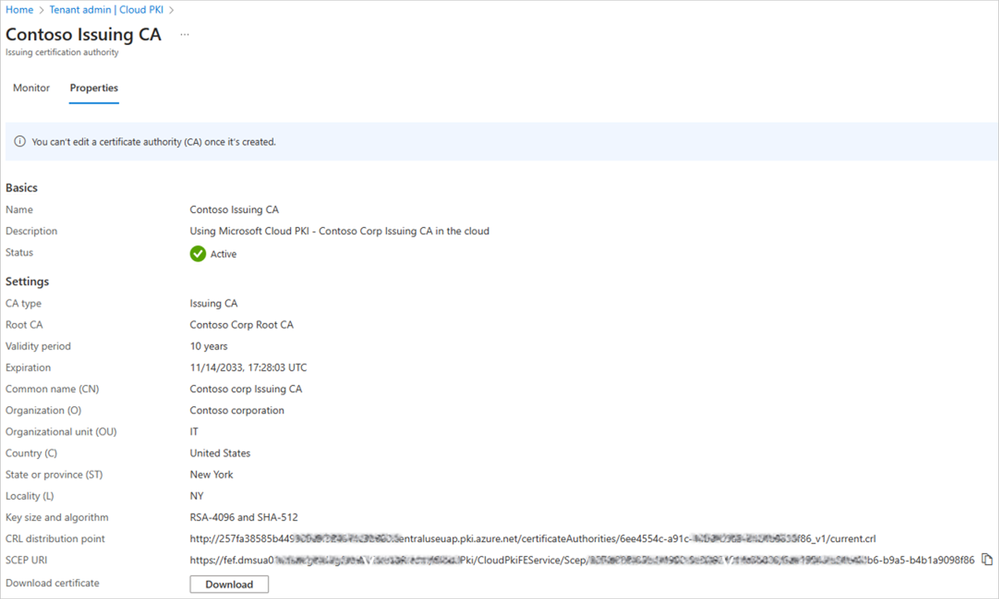 Home > Tenant admin | Cloud PKI >
Contoso Issuing CA ...
Issuing certification authority
Monitor Properties
You can't edit a certificate authority (CA) once it's created.
Basics
Name Contoso Issuing CA
Description Using Microsoft Cloud PKI - Contoso Corp Issuing CA in the cloud
Status Active
Settings
CA type Issuing CA
Root CA Contoso Corp Root CA
Validity period 10 years
Expiration 11/14/2033, 17:28:03 UTC
Common name (CN) Contoso corp Issuing CA
Organization (O) Contoso corporation
Organizational unit (OU) IT
Country (C) United States
State or province (ST) New York
Locality (L) NY
Key size and algorithm RSA-4096 and SHA-512
CRL distribution point http://257fa38585b449 entraluseuap.pki.azure.net/certificateAuthorities/6ee4554c-a91c- f86_v1/current.crl
SCEP URI https://fef.dmsua0 Pki/CloudPkiFEService/Scep/ b6-b9a5-b4b1a9098f86
Download certificate Download